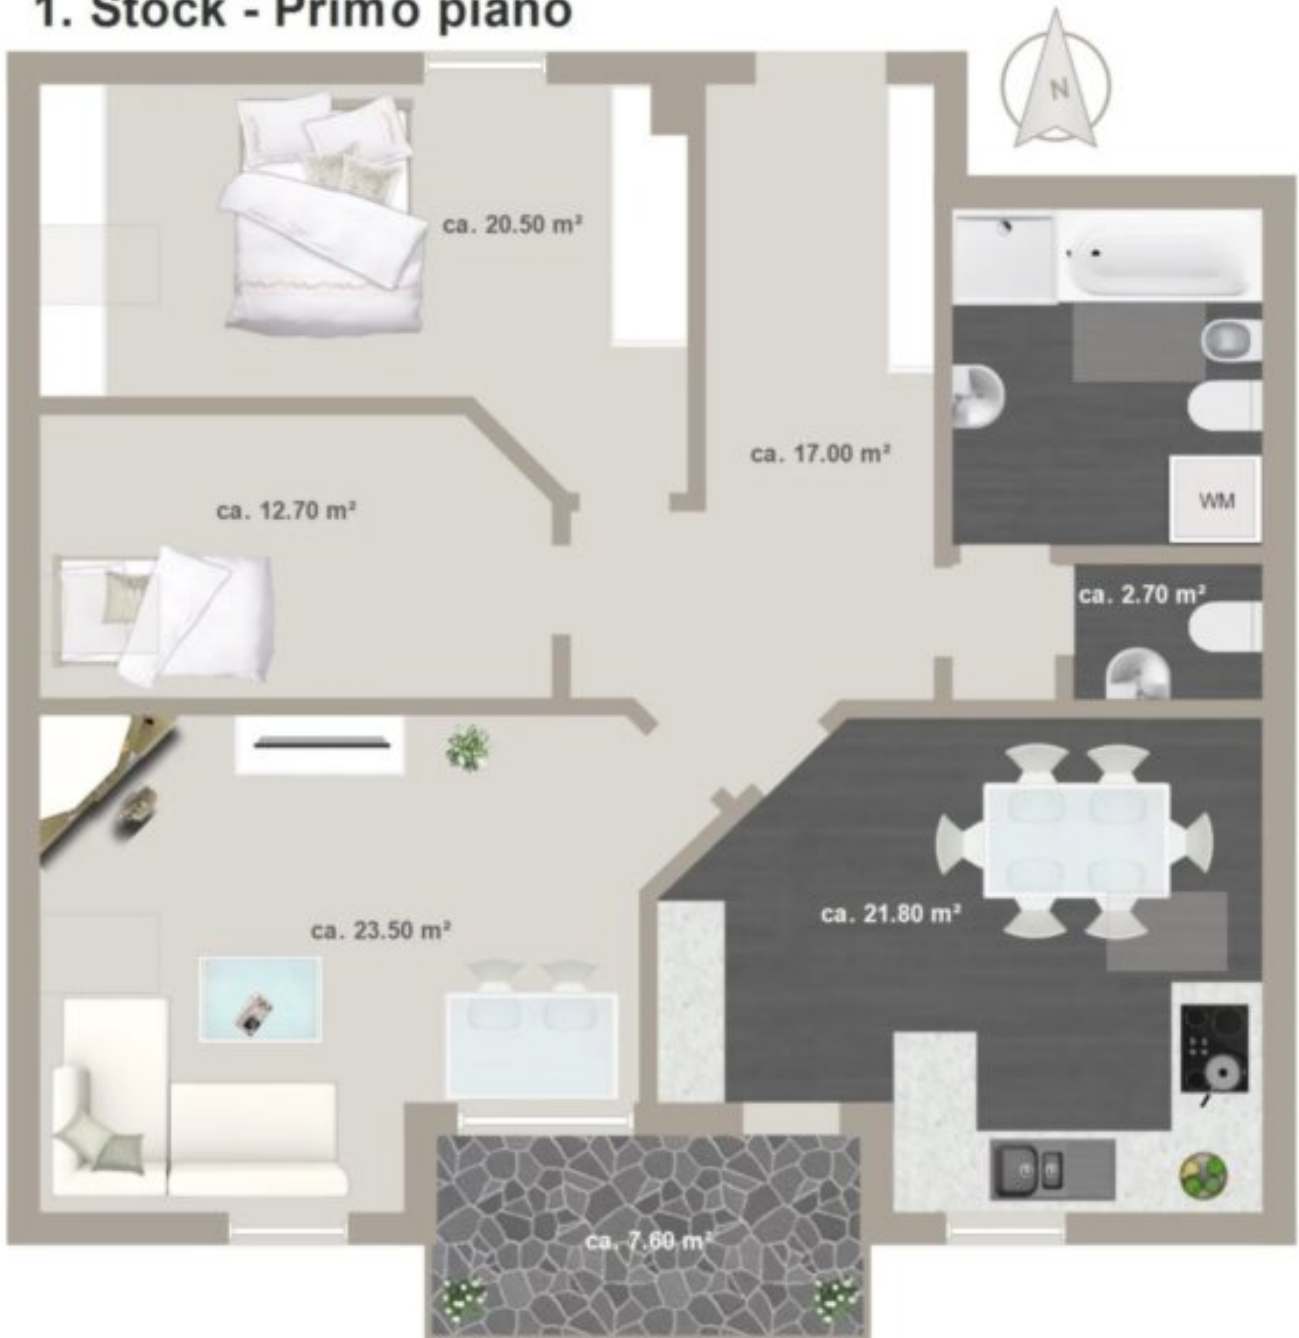 1. Stock - Primo piano
N
ca. 20.50 m²
ca. 17.00 m²
ca. 12.70 m²
WM
ca. 2.70 m²
ca. 23.50 m²
ca. 21.80 m²
ca. 7.60 m²